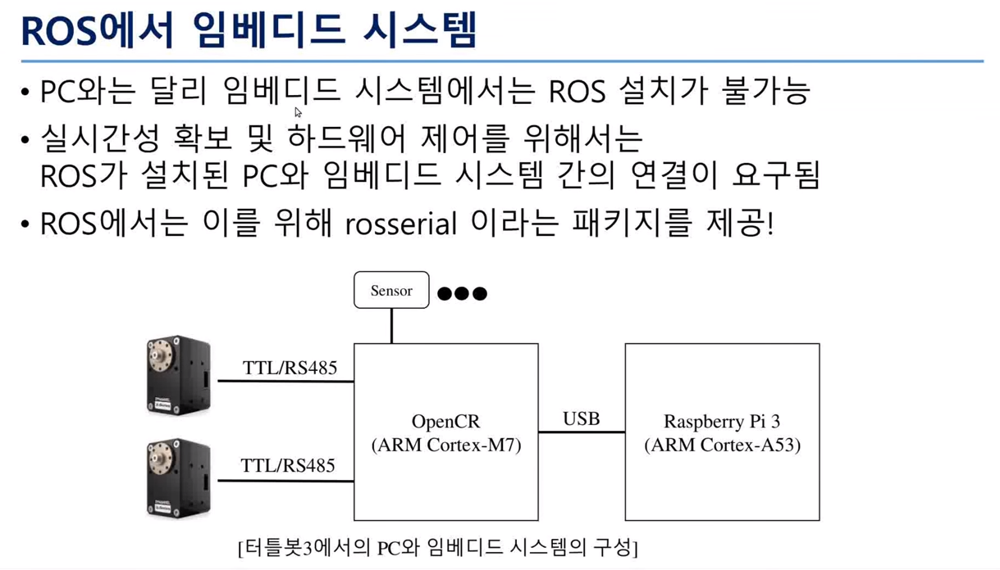 ROS에서 임베디드 시스템
• PC와는 달리 임베디드 시스템에서는 ROS 설치가 불가능
• 실시간성 확보 및 하드웨어 제어를 위해서는
ROS가 설치된 PC와 임베디드 시스템 간의 연결이 요구됨
• ROS에서는 이를 위해 rosserial 이라는 패키지를 제공!
Sensor
TTL/RS485
OpenCR
(ARM Cortex-M7)
USB
Raspberry Pi 3
(ARM Cortex-A53)
TTL/RS485
[터틀봇3에서의 PC와 임베디드 시스템의 구성]